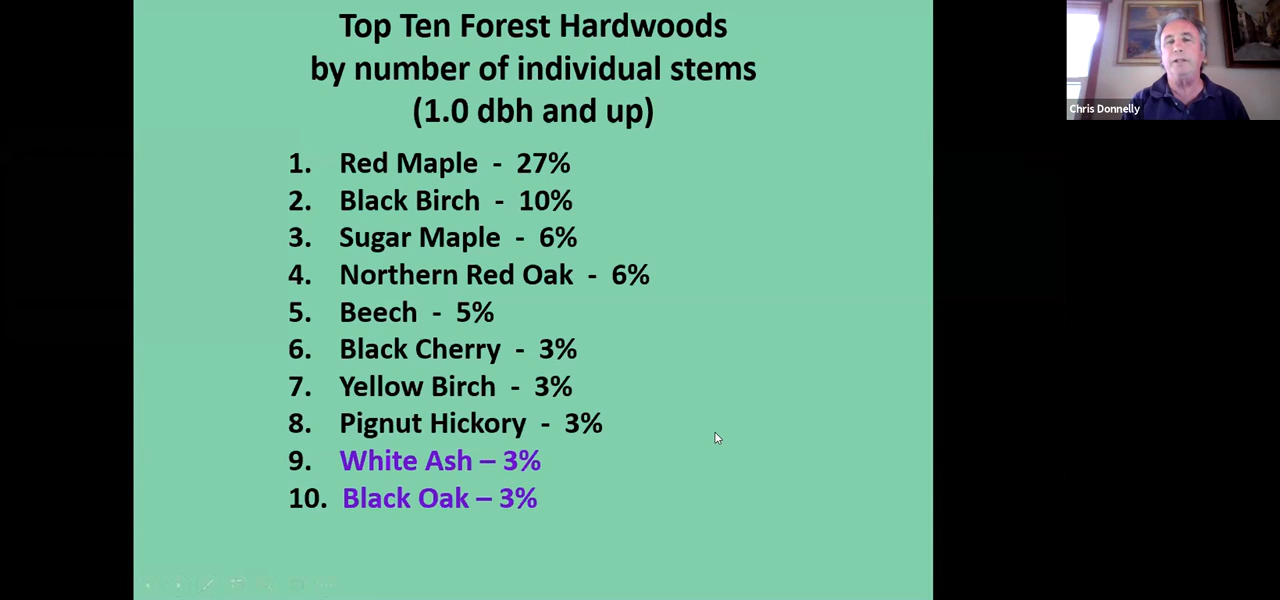 Top Ten Forest Hardwoods
by number of individual stems
(1.0 dbh and up)
1. Red Maple - 27%
2. Black Birch - 10%
3. Sugar Maple - 6%
4. Northern Red Oak - 6%
5. Beech - 5%
6. Black Cherry - 3%
7. Yellow Birch - 3%
8. Pignut Hickory - 3%
9. White Ash – 3%
10. Black Oak – 3%
Chris Donnelly